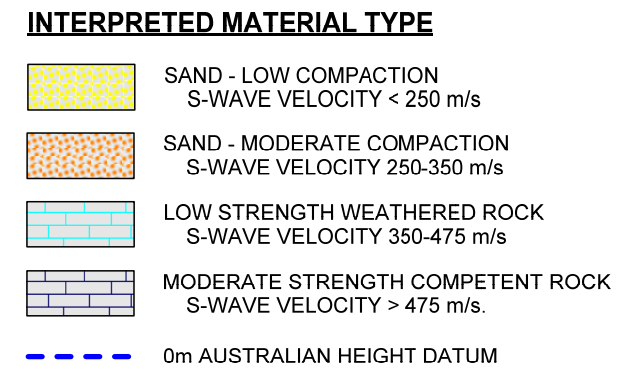 INTERPRETED MATERIAL TYPE
SAND - LOW COMPACTION
S-WAVE VELOCITY < 250 m/s
SAND - MODERATE COMPACTION
S-WAVE VELOCITY 250-350 m/s
LOW STRENGTH WEATHERED ROCK
S-WAVE VELOCITY 350-475 m/s
MODERATE STRENGTH COMPETENT ROCK
S-WAVE VELOCITY > 475 m/s.
0m AUSTRALIAN HEIGHT DATUM